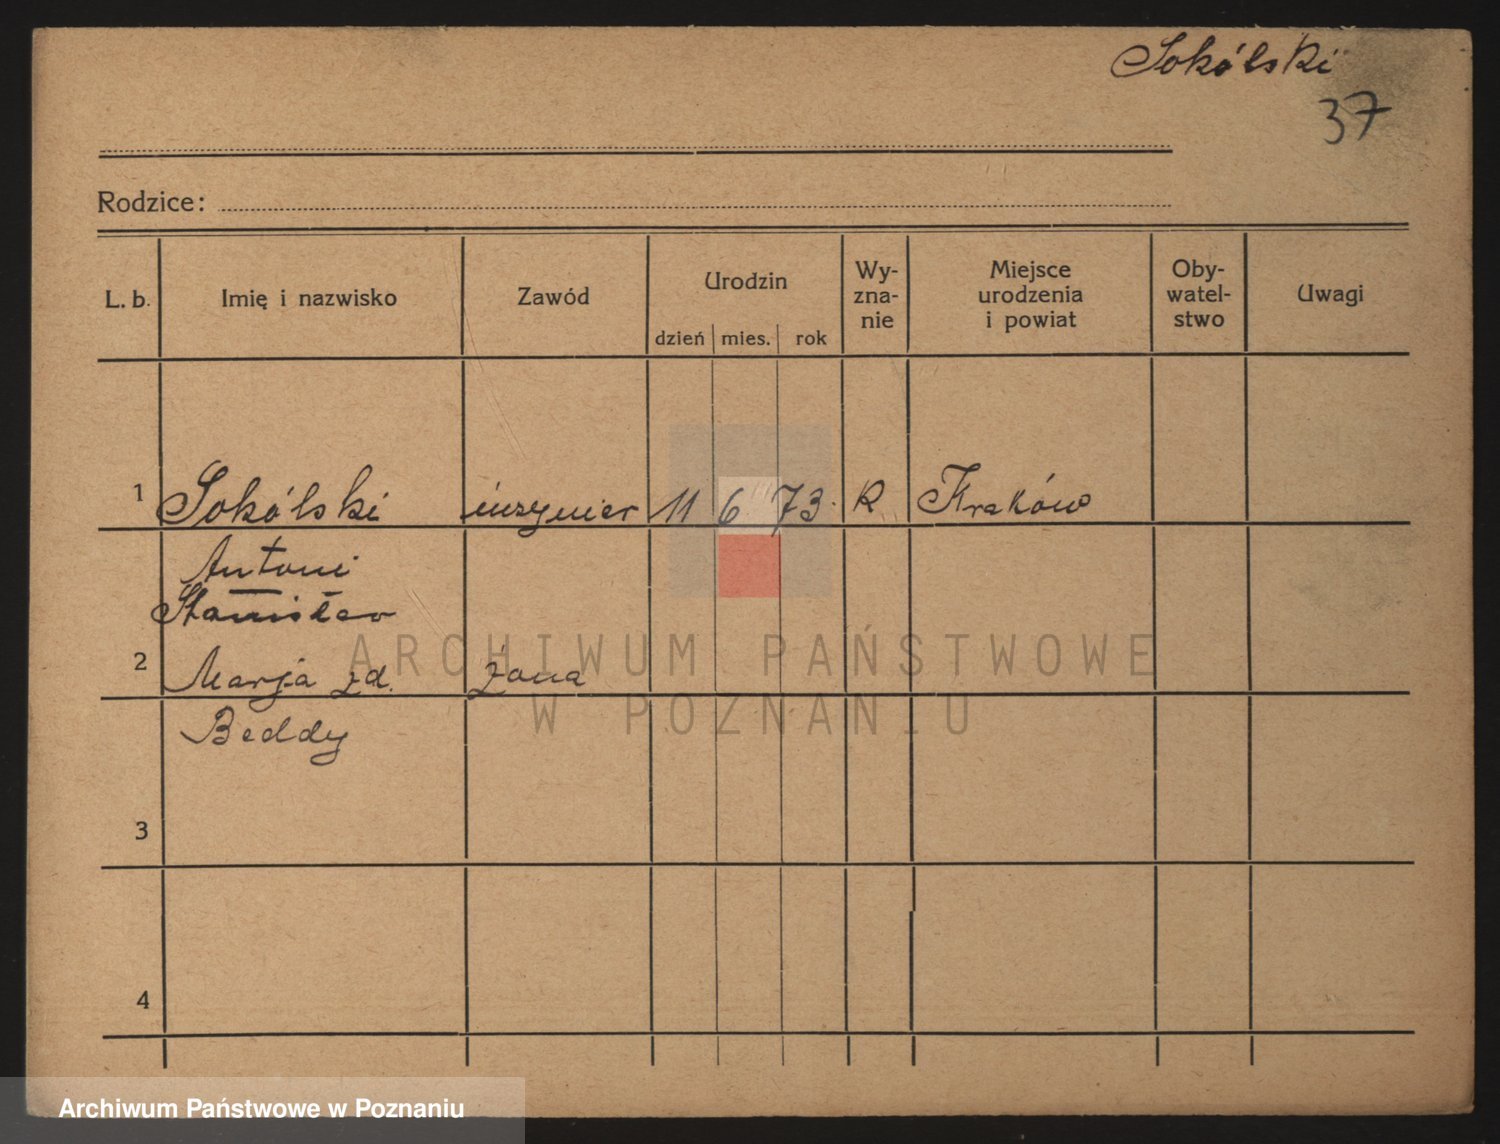 Sokólski
37
Rodzice:
L. b.
Imię i nazwisko
Zawód
Urodzin
dzień
mies.
rok
Wy-
zna-
nie
Miejsce
urodzenia
i powiat
Oby-
watel-
stwo
Uwagi
1 Sokólski inżynier 11 6 73 R Kraków
Antoni
Stanisław
2 Marja zd. żona
Beddy
3
4
ARCHIWUM PAŃSTWOWE
W POZNANIU
Archiwum Państwowe w Poznaniu